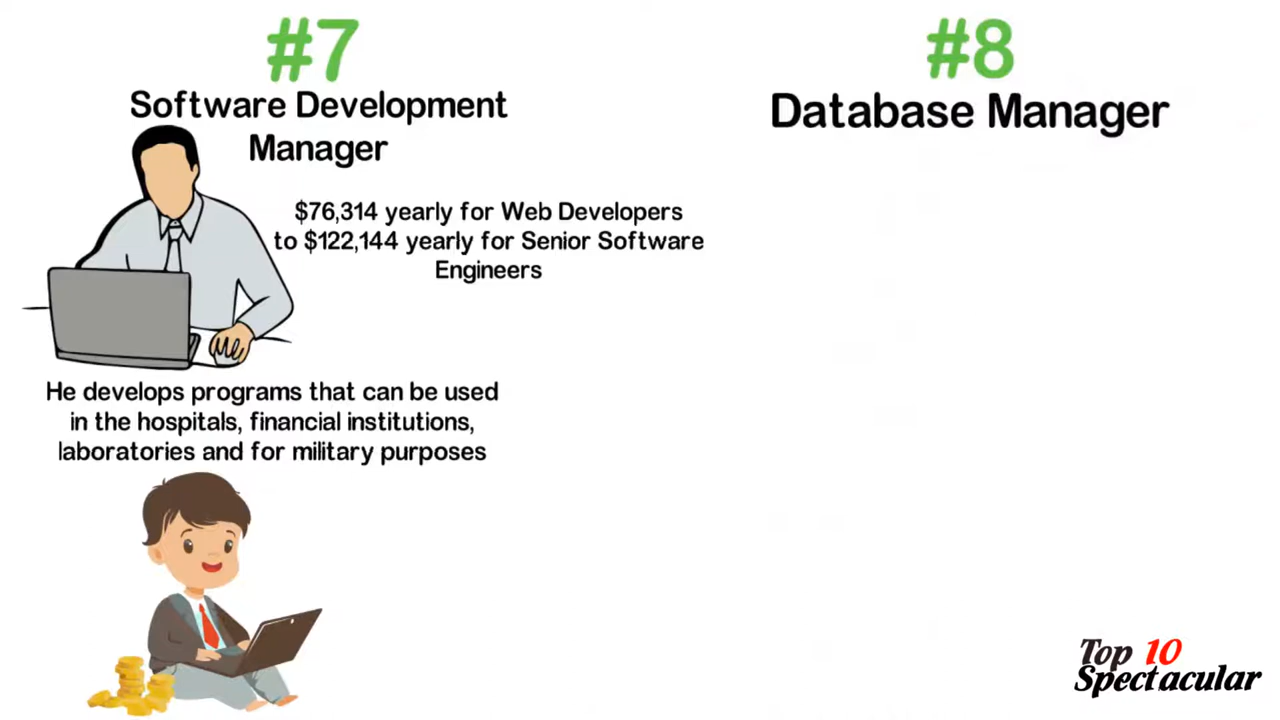 #7
Software Development
Manager
$76,314 yearly for Web Developers
to $122,144 yearly for Senior Software
Engineers
He develops programs that can be used
in the hospitals, financial institutions,
laboratories and for military purposes
#8
Database Manager
Top 10
Spectacular